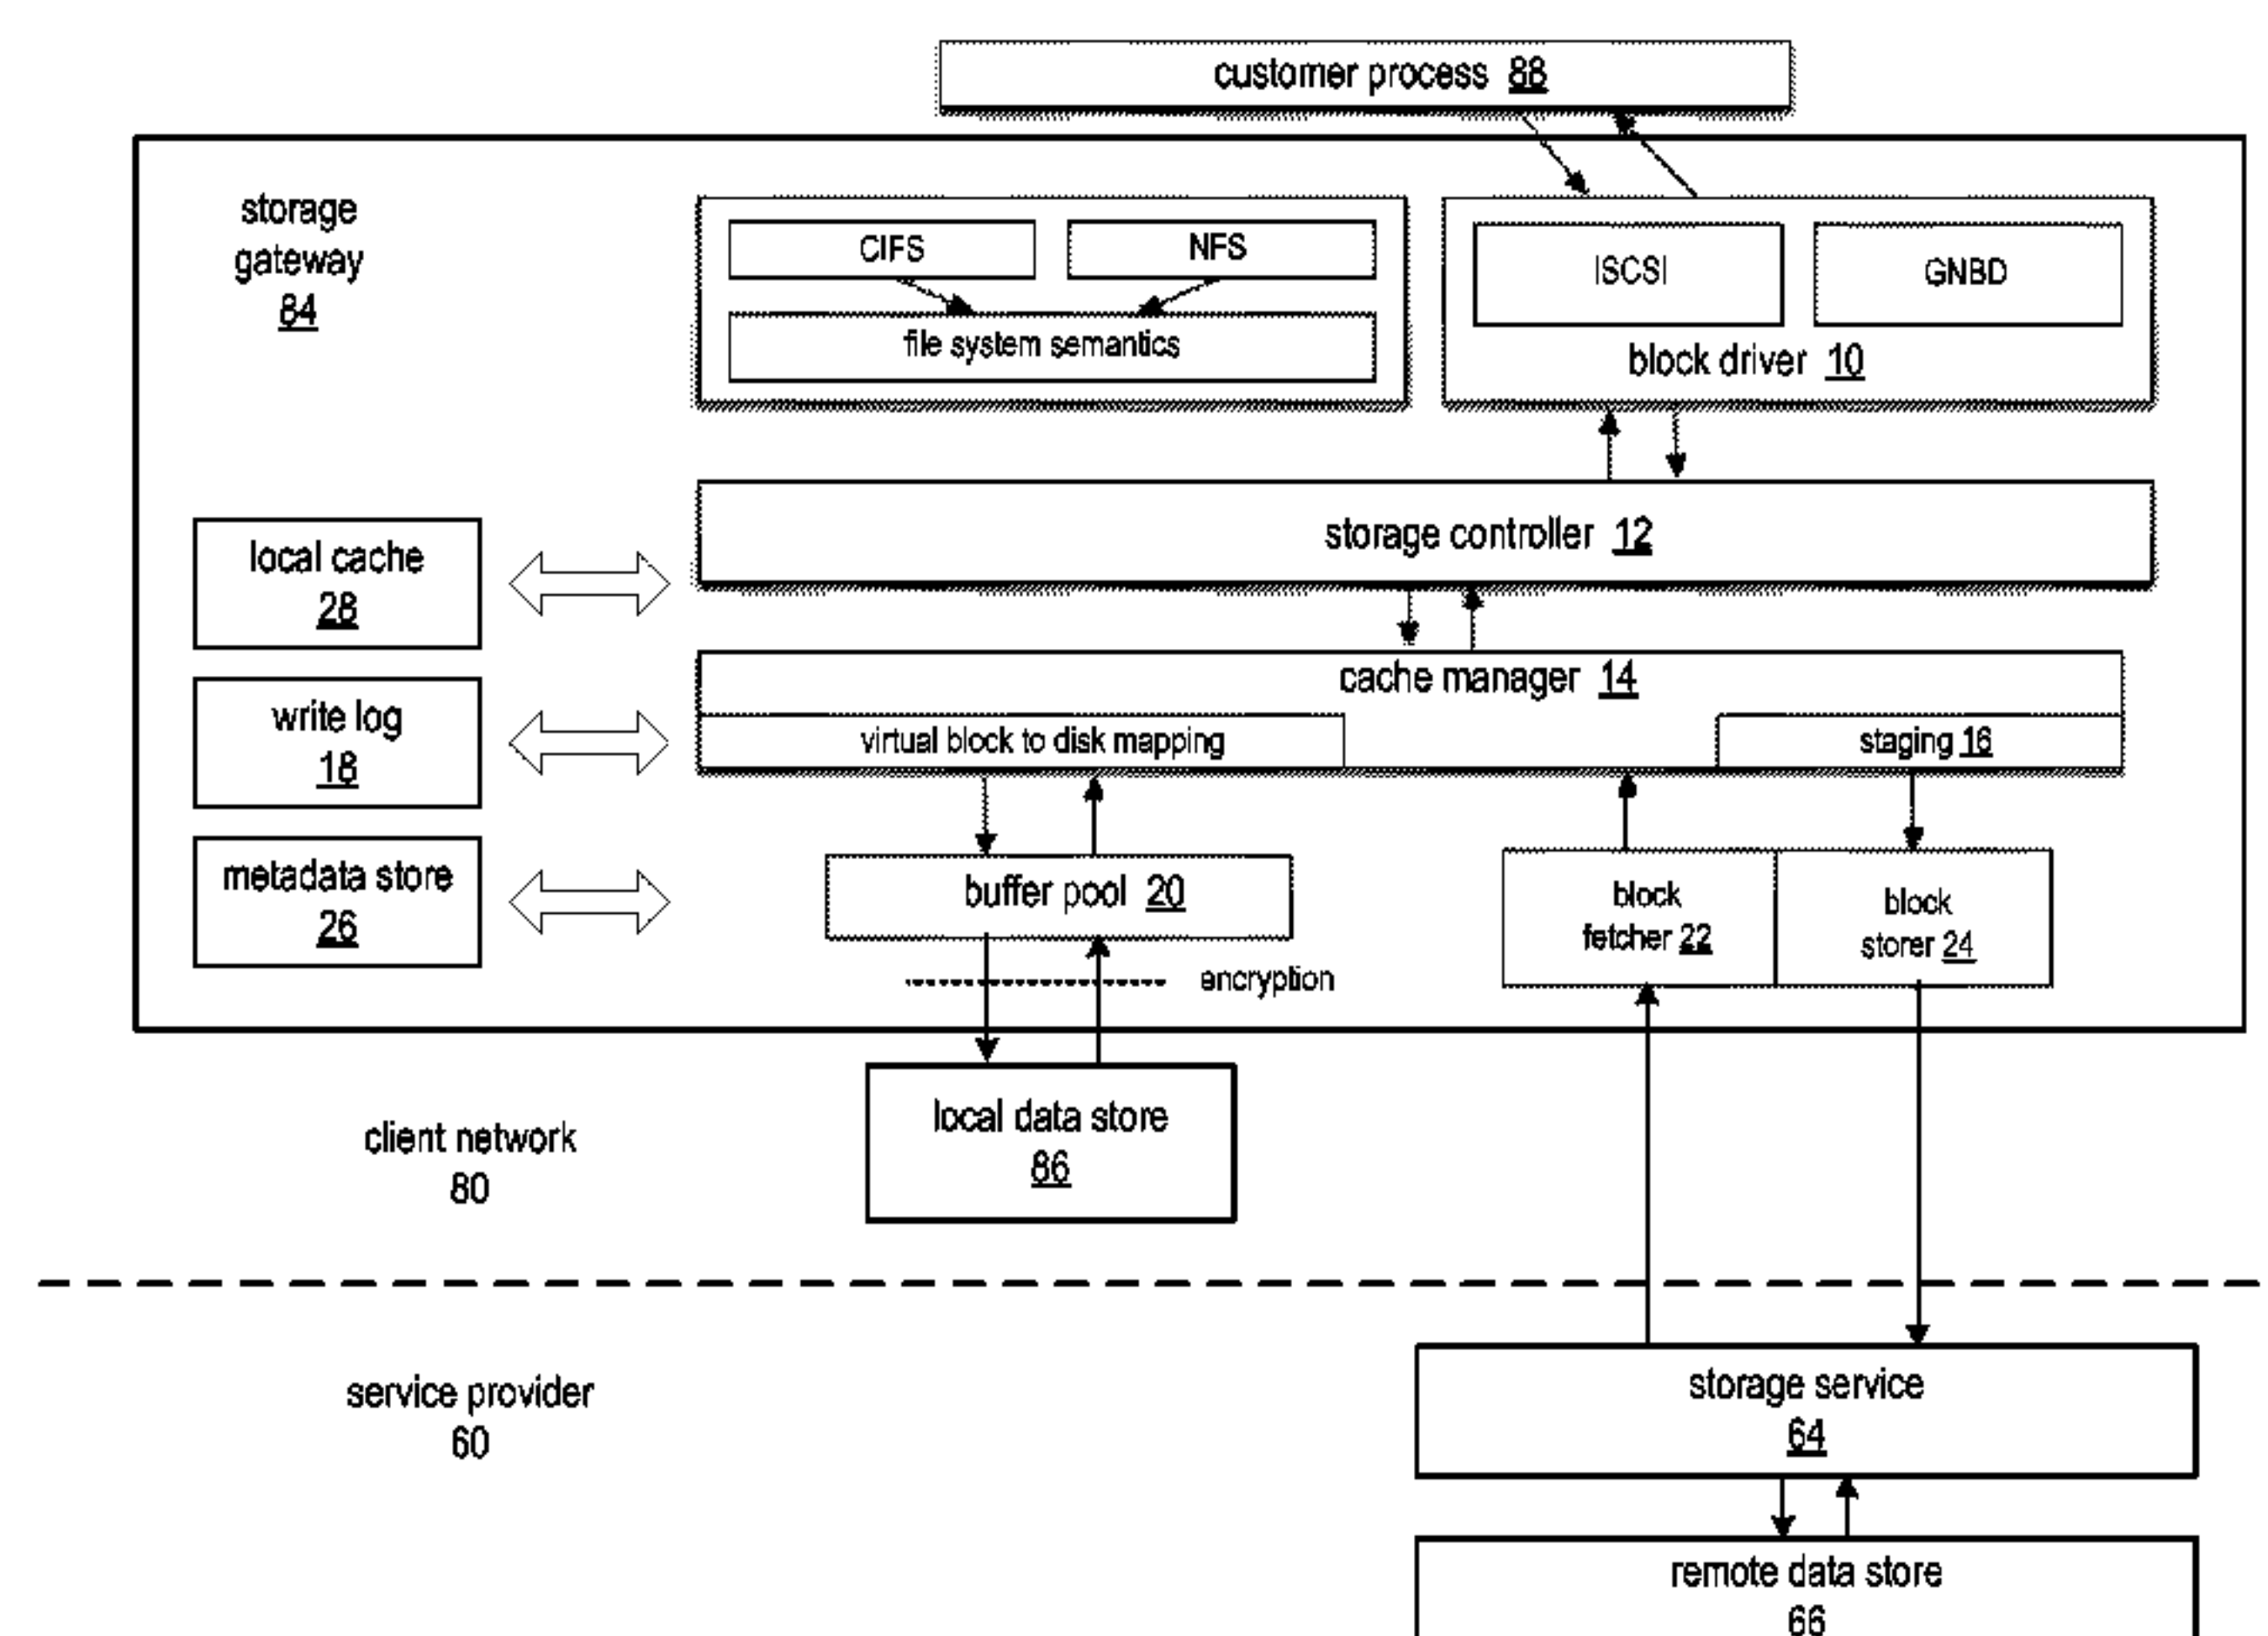 customer process 88
storage
gateway
84
CIFS
NFS
file system semantics
ISCSI
GNBD
block driver 10
storage controller 12
local cache
28
cache manager 14
write log
18
virtual block to disk mapping
staging 16
metadata store
26
buffer pool 20
block
fetcher 22
block
storer 24
encryption
local data store
86
client network
80
service provider
60
storage service
64
remote data store
66